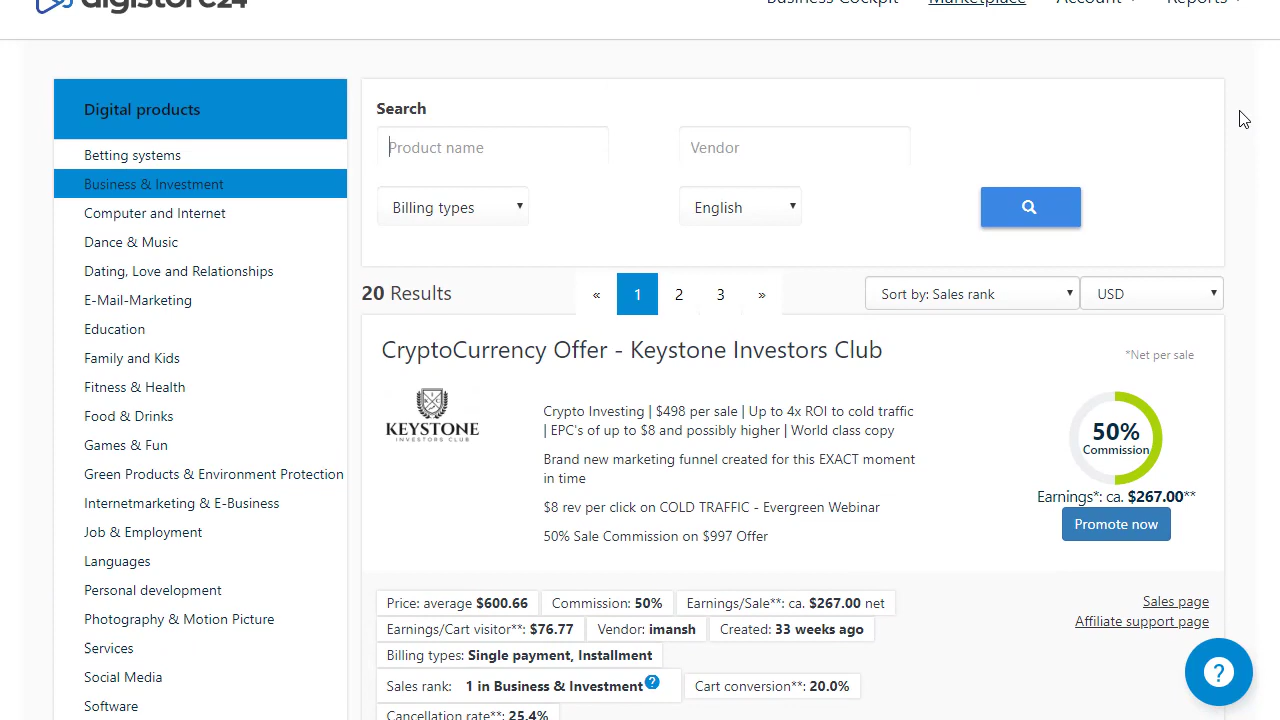 digistore24
Business Cockpit
Marketplace
Account
Reports
Digital products
Betting systems
Business & Investment
Computer and Internet
Dance & Music
Dating, Love and Relationships
E-Mail-Marketing
Education
Family and Kids
Fitness & Health
Food & Drinks
Games & Fun
Green Products & Environment Protection
Internetmarketing & E-Business
Job & Employment
Languages
Personal development
Photography & Motion Picture
Services
Social Media
Software
Search
Product name
Vendor
Billing types
English
20 Results
« 1 2 3 »
Sort by: Sales rank
USD
CryptoCurrency Offer - Keystone Investors Club
*Net per sale
KEYSTONE
INVESTORS CLUB
Crypto Investing | $498 per sale | Up to 4x ROI to cold traffic
| EPC's of up to $8 and possibly higher | World class copy
Brand new marketing funnel created for this EXACT moment
in time
$8 rev per click on COLD TRAFFIC - Evergreen Webinar
50% Sale Commission on $997 Offer
50%
Commission
Earnings*: ca. $267.00**
Promote now
Price: average $600.66
Commission: 50%
Earnings/Sale**: ca. $267.00 net
Earnings/Cart visitor**: $76.77
Vendor: imansh
Created: 33 weeks ago
Billing types: Single payment, Installment
Sales rank: 1 in Business & Investment ?
Cart conversion**: 20.0%
Cancellation rate**: 25.4%
Sales page
Affiliate support page
?